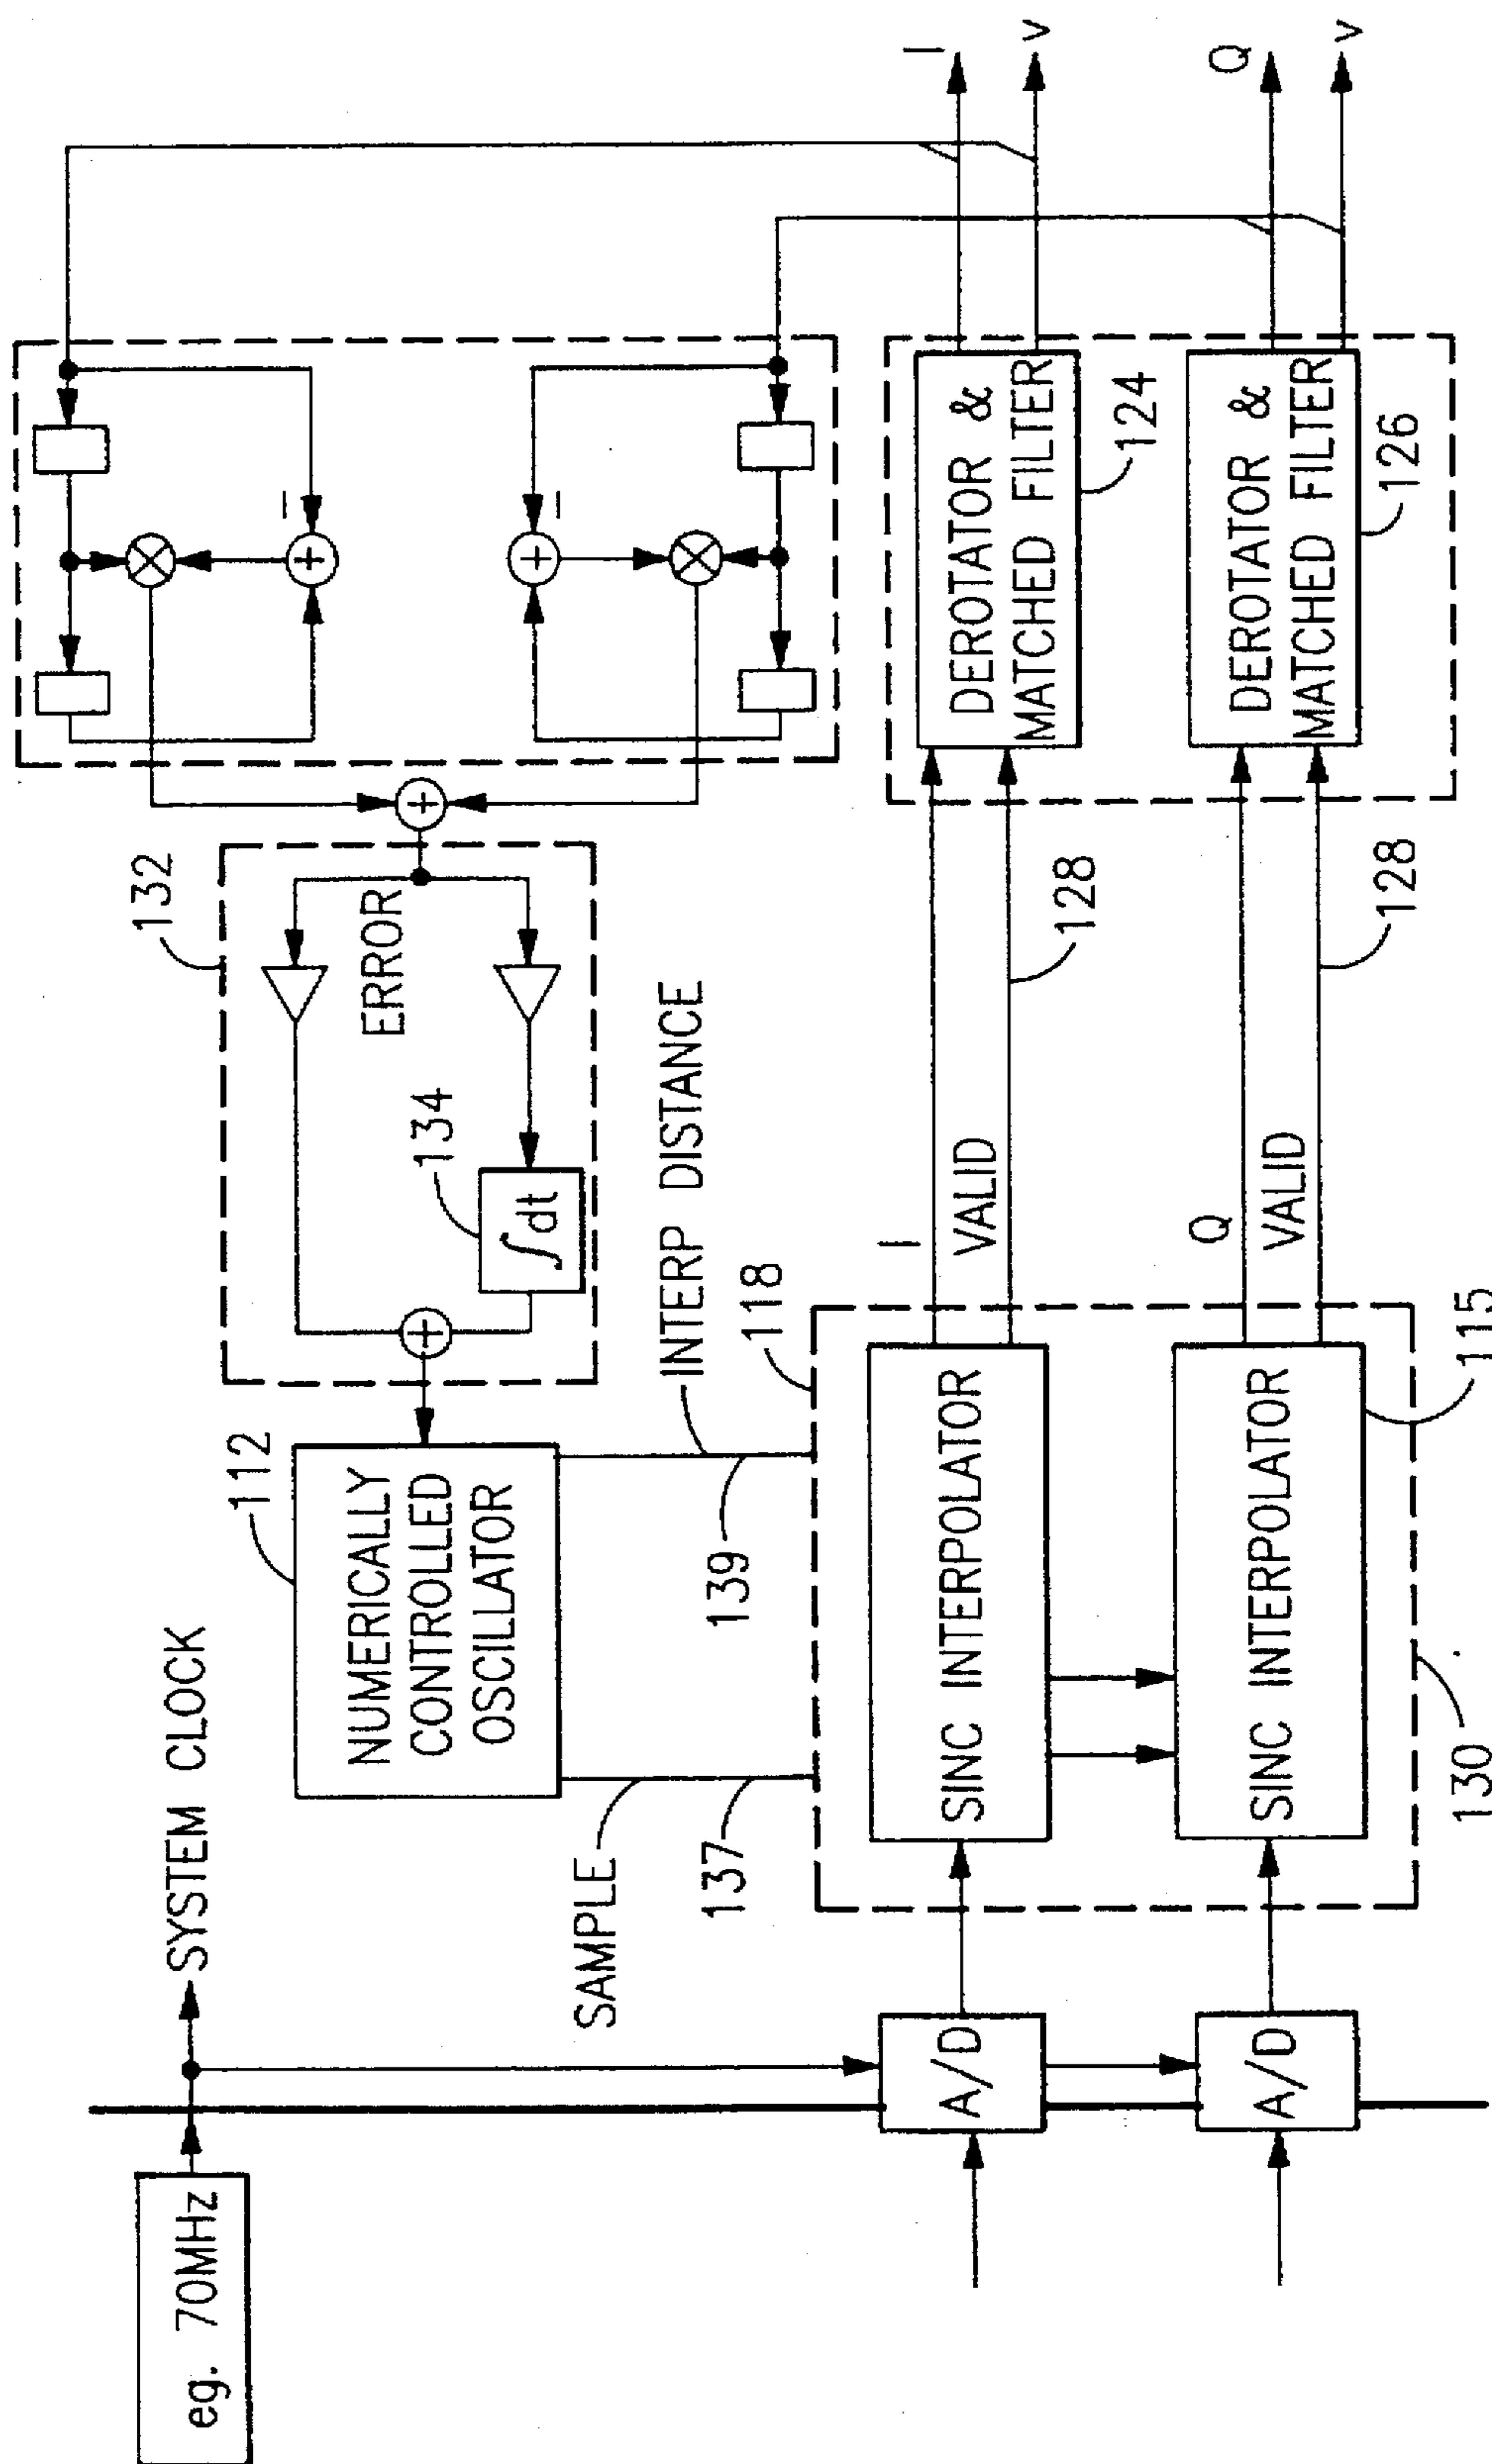 eg. 70MHz
SYSTEM CLOCK
112
NUMERICALLY
CONTROLLED
OSCILLATOR
132
ERROR
134
∫dt
SAMPLE
137
139
INTERP DISTANCE
118
A/D
SINC INTERPOLATOR
I
VALID
128
DEROTATOR &
MATCHED FILTER
124
I
V
A/D
SINC INTERPOLATOR
115
130
Q
VALID
128
DEROTATOR &
MATCHED FILTER
126
Q
V